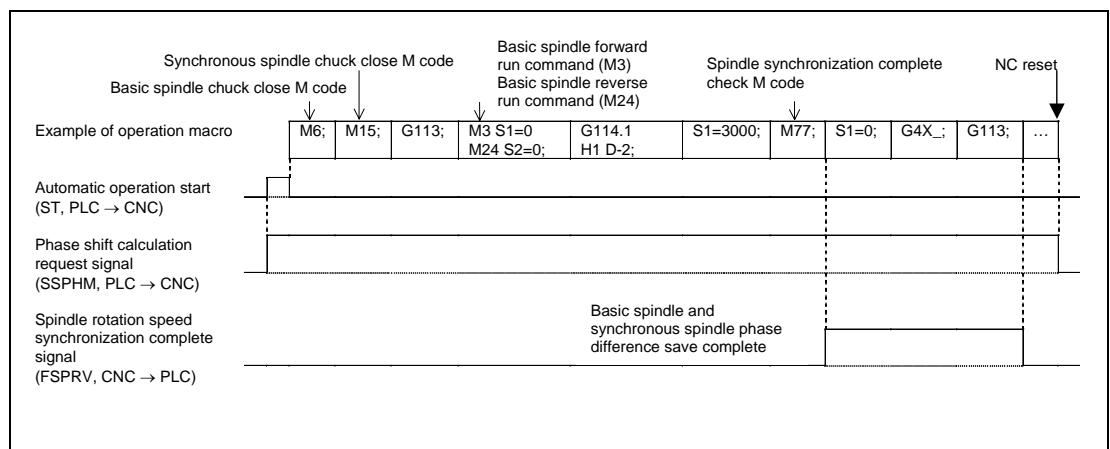 Synchronous spindle chuck close M code
Basic spindle chuck close M code
Basic spindle forward
run command (M3)
Basic spindle reverse
run command (M24)
Spindle synchronization complete
check M code
NC reset
Example of operation macro
M6; M15; G113; M3 S1=0 G114.1 S1=3000; M77; S1=0; G4X_; G113; …
M24 S2=0; H1 D-2;
Automatic operation start
(ST, PLC → CNC)
Phase shift calculation
request signal
(SSPHM, PLC → CNC)
Spindle rotation speed
synchronization complete
signal
(FSPRV, CNC → PLC)
Basic spindle and
synchronous spindle phase
difference save complete